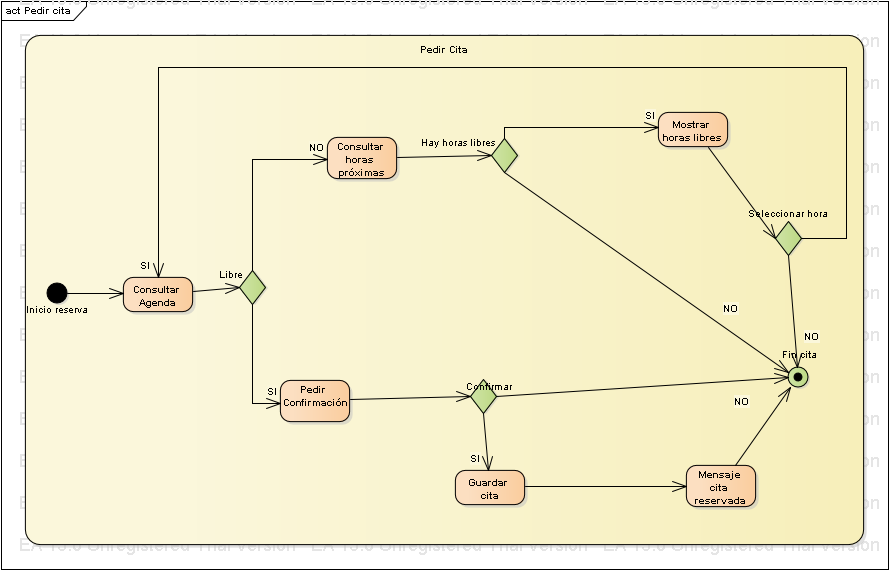 act Pedir cita
Pedir Cita
SI
Mostrar
horas libres
Hay horas libres
NO
Consultar
horas
próximas
Seleccionar hora
SI
Libre
Consultar
Agenda
Inicio reserva
NO
NO
Fin cita
SI
Pedir
Confirmación
Confirmar
NO
SI
Guardar
cita
Mensaje
cita
reservada
EA 13.0 Unregistered Trial Version EA 13.0 Unregistered Trial Version EA 13.0 Unregistered Trial Version